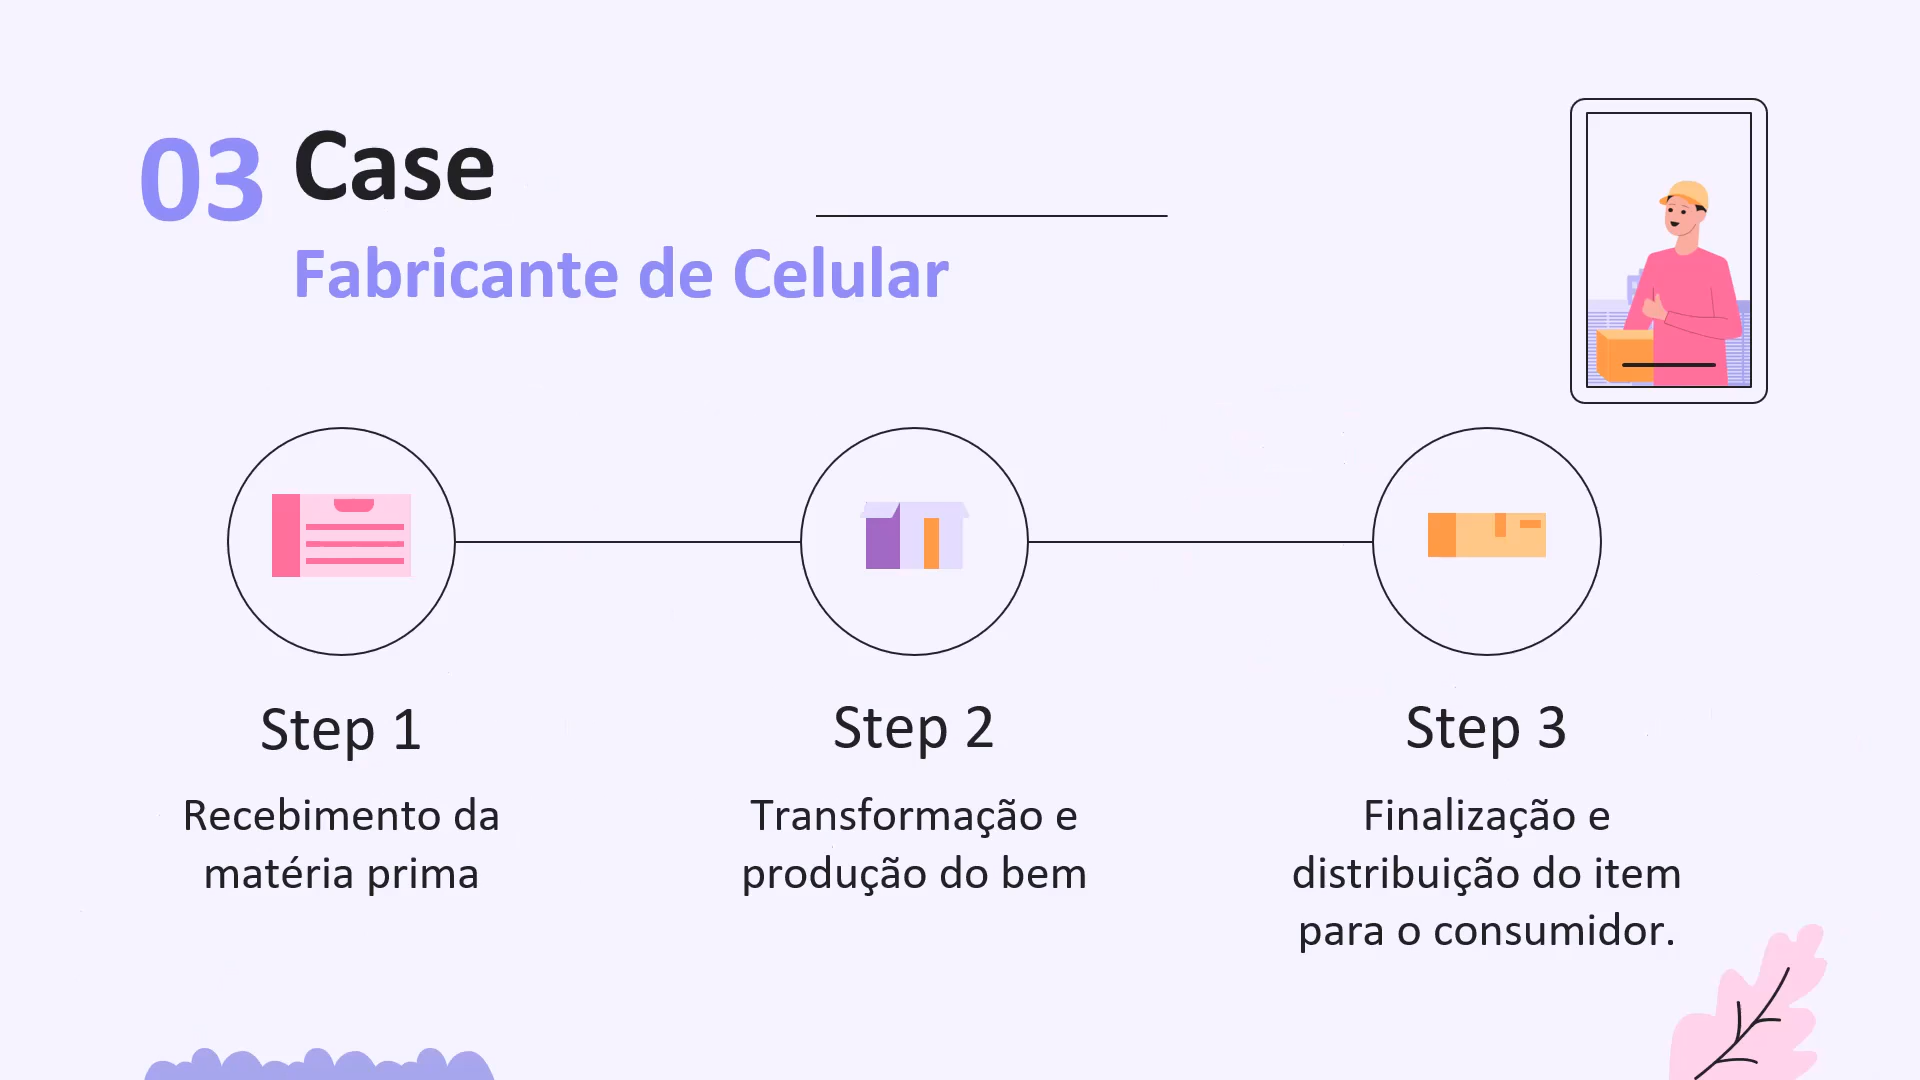 03 Case
Fabricante de Celular
Step 1
Recebimento da
matéria prima
Step 2
Transformação e
produção do bem
Step 3
Finalização e
distribuição do item
para o consumidor.